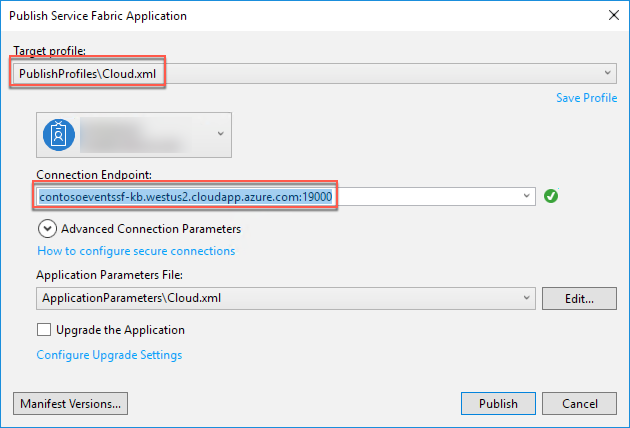 Publish Service Fabric Application
Target profile:
PublishProfiles\Cloud.xml
Save Profile
Connection Endpoint:
contosoeventssf-kb.westus2.cloudapp.azure.com:19000
Advanced Connection Parameters
How to configure secure connections
Application Parameters File:
ApplicationParameters\Cloud.xml
Edit...
Upgrade the Application
Configure Upgrade Settings
Manifest Versions...
Publish
Cancel